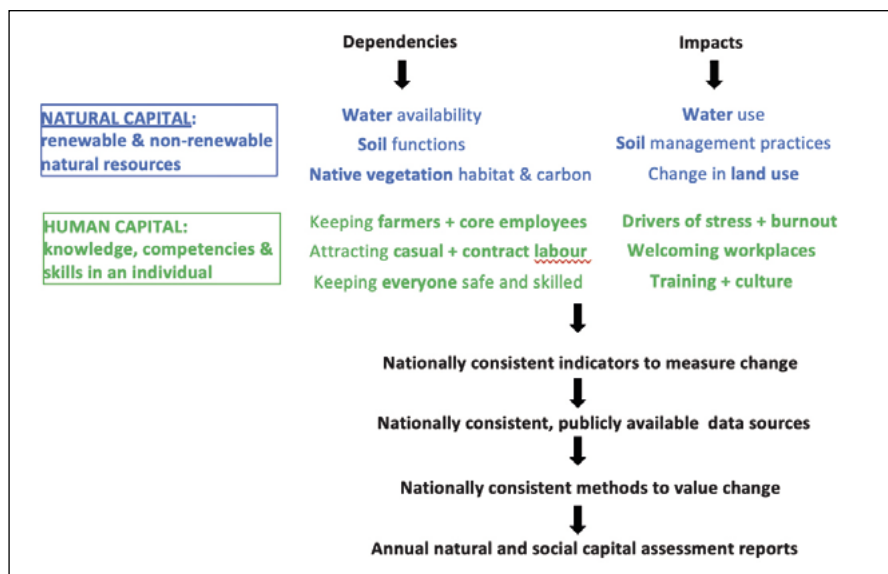 Dependencies
Impacts
NATURAL CAPITAL:
renewable & non-renewable
natural resources
Water availability
Soil functions
Native vegetation habitat & carbon
Water use
Soil management practices
Change in land use
HUMAN CAPITAL:
knowledge, competencies &
skills in an individual
Keeping farmers + core employees
Attracting casual + contract labour
Keeping everyone safe and skilled
Drivers of stress + burnout
Welcoming workplaces
Training + culture
Nationally consistent indicators to measure change
Nationally consistent, publicly available data sources
Nationally consistent methods to value change
Annual natural and social capital assessment reports